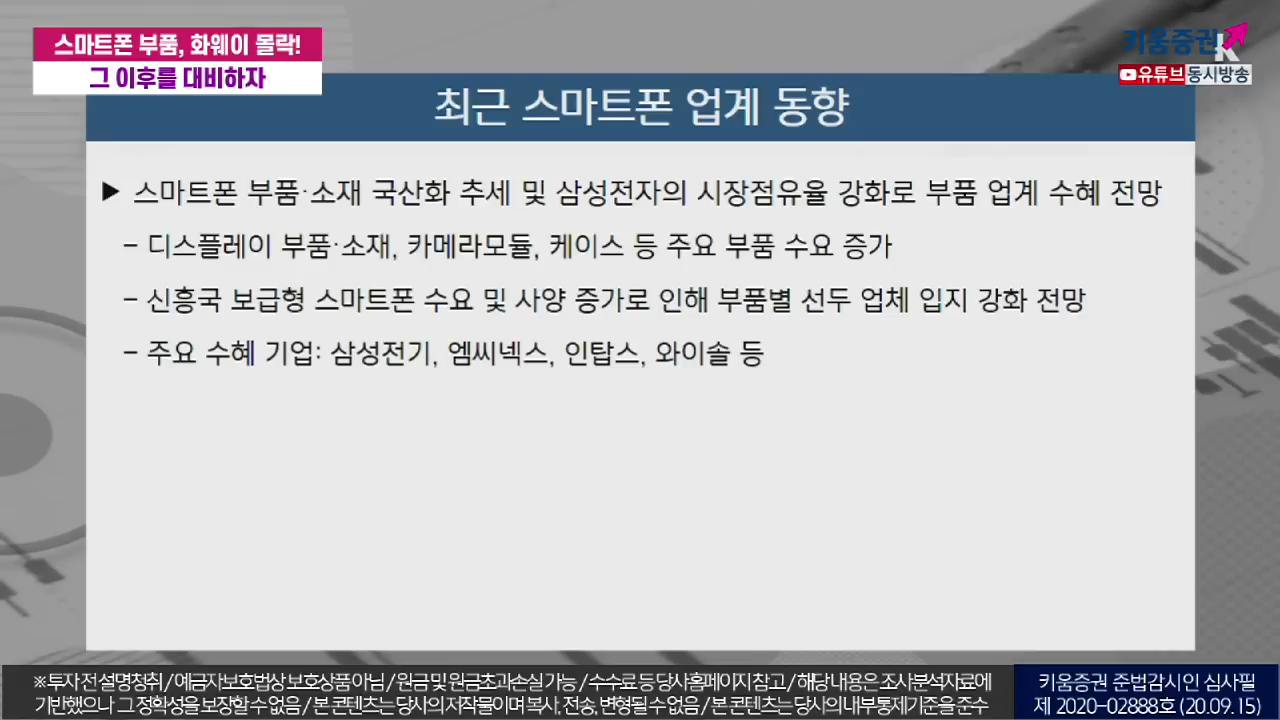 스마트폰 부품, 화웨이 몰락!
그 이후를 대비하자
키움증권
유튜브동시방송
최근 스마트폰 업계 동향
▶ 스마트폰 부품·소재 국산화 추세 및 삼성전자의 시장점유율 강화로 부품 업계 수혜 전망
- 디스플레이 부품·소재, 카메라모듈, 케이스 등 주요 부품 수요 증가
- 신흥국 보급형 스마트폰 수요 및 사양 증가로 인해 부품별 선두 업체 입지 강화 전망
- 주요 수혜 기업: 삼성전기, 엠씨넥스, 인탑스, 와이솔 등
※ 투자 전 설명청취 / 예금자보호법상 보호상품 아님 / 원금 및 원금초과손실 가능 / 수수료 등 당사홈페이지 참고 / 해당 내용은 조사분석자료에
기반했으나 그 정확성을 보장할 수 없음 / 본 콘텐츠는 당사의 저작물이며 복사, 전송, 변형될 수 없음 / 본 콘텐츠는 당사의 내부통제기준을 준수
키움증권 준법감시인 심사필
제 2020-02888호 (20.09.15)